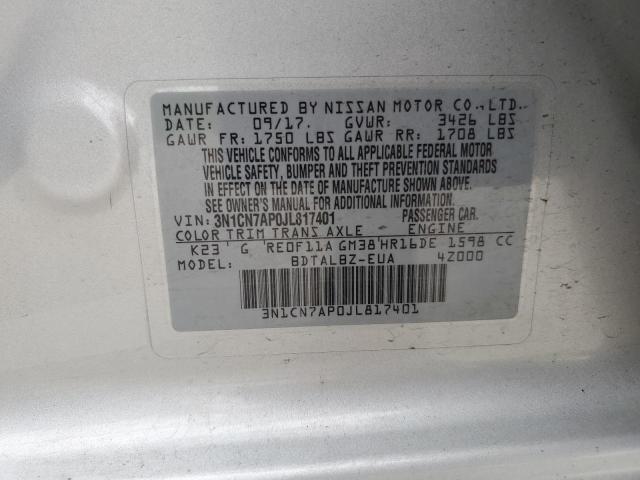 MANUFACTURED BY NISSAN MOTOR CO.,LTD.
DATE: 09/17. GVWR: 3426 LBS
GAWR FR: 1750 LBS GAWR RR: 1708 LBS
THIS VEHICLE CONFORMS TO ALL APPLICABLE FEDERAL MOTOR
VEHICLE SAFETY, BUMPER AND THEFT PREVENTION STANDARDS
IN EFFECT ON THE DATE OF MANUFACTURE SHOWN ABOVE.
SEE OWNER'S MANUAL FOR ADDITIONAL INFORMATION.
VIN: 3N1CN7AP0JL817401 PASSENGER CAR.
COLOR TRIM TRANS AXLE ENGINE
K23 G RE0F11A GM38 HR16DE 1598 CC
MODEL: BDTALBZ-EUA 4Z000
3N1CN7AP0JL817401